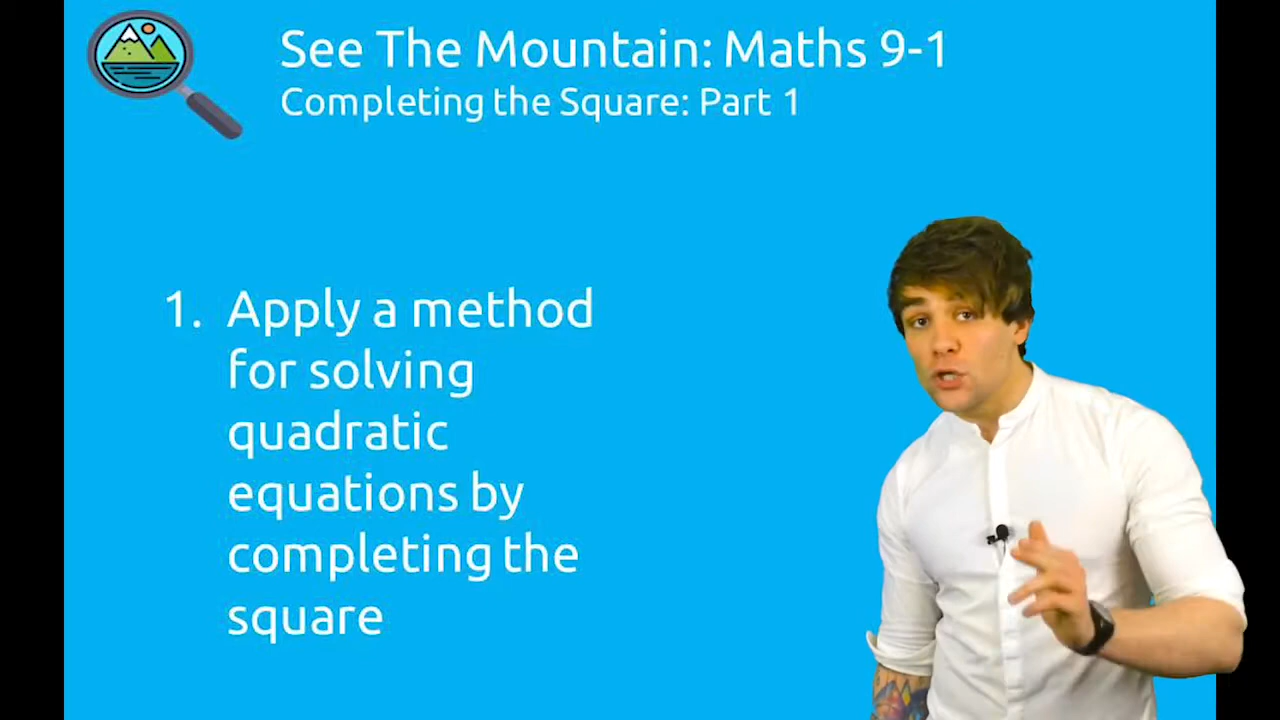 See The Mountain: Maths 9-1
Completing the Square: Part 1
1. Apply a method
for solving
quadratic
equations by
completing the
square